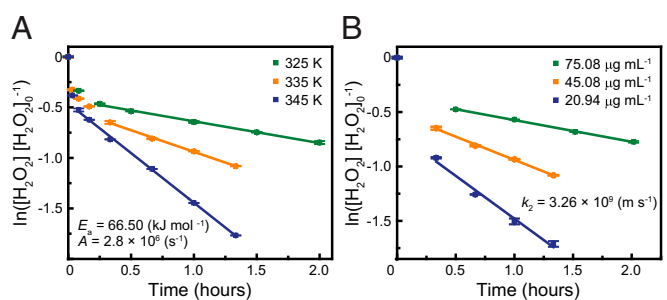 A
B
325 K
335 K
345 K
75.08 µg mL⁻¹
45.08 µg mL⁻¹
20.94 µg mL⁻¹
0
-0.5
-1.0
-1.5
0
-0.5
-1.0
-1.5
ln([H₂O₂] [H₂O₂]₀⁻¹)
ln([H₂O₂] [H₂O₂]₀⁻¹)
Eₐ = 66.50 (kJ mol ⁻¹)
A = 2.8 × 10⁶ (s⁻¹)
k₂ = 3.26 × 10⁹ (m s⁻¹)
0 0.5 1.0 1.5 2.0
0 0.5 1.0 1.5 2.0
Time (hours)
Time (hours)